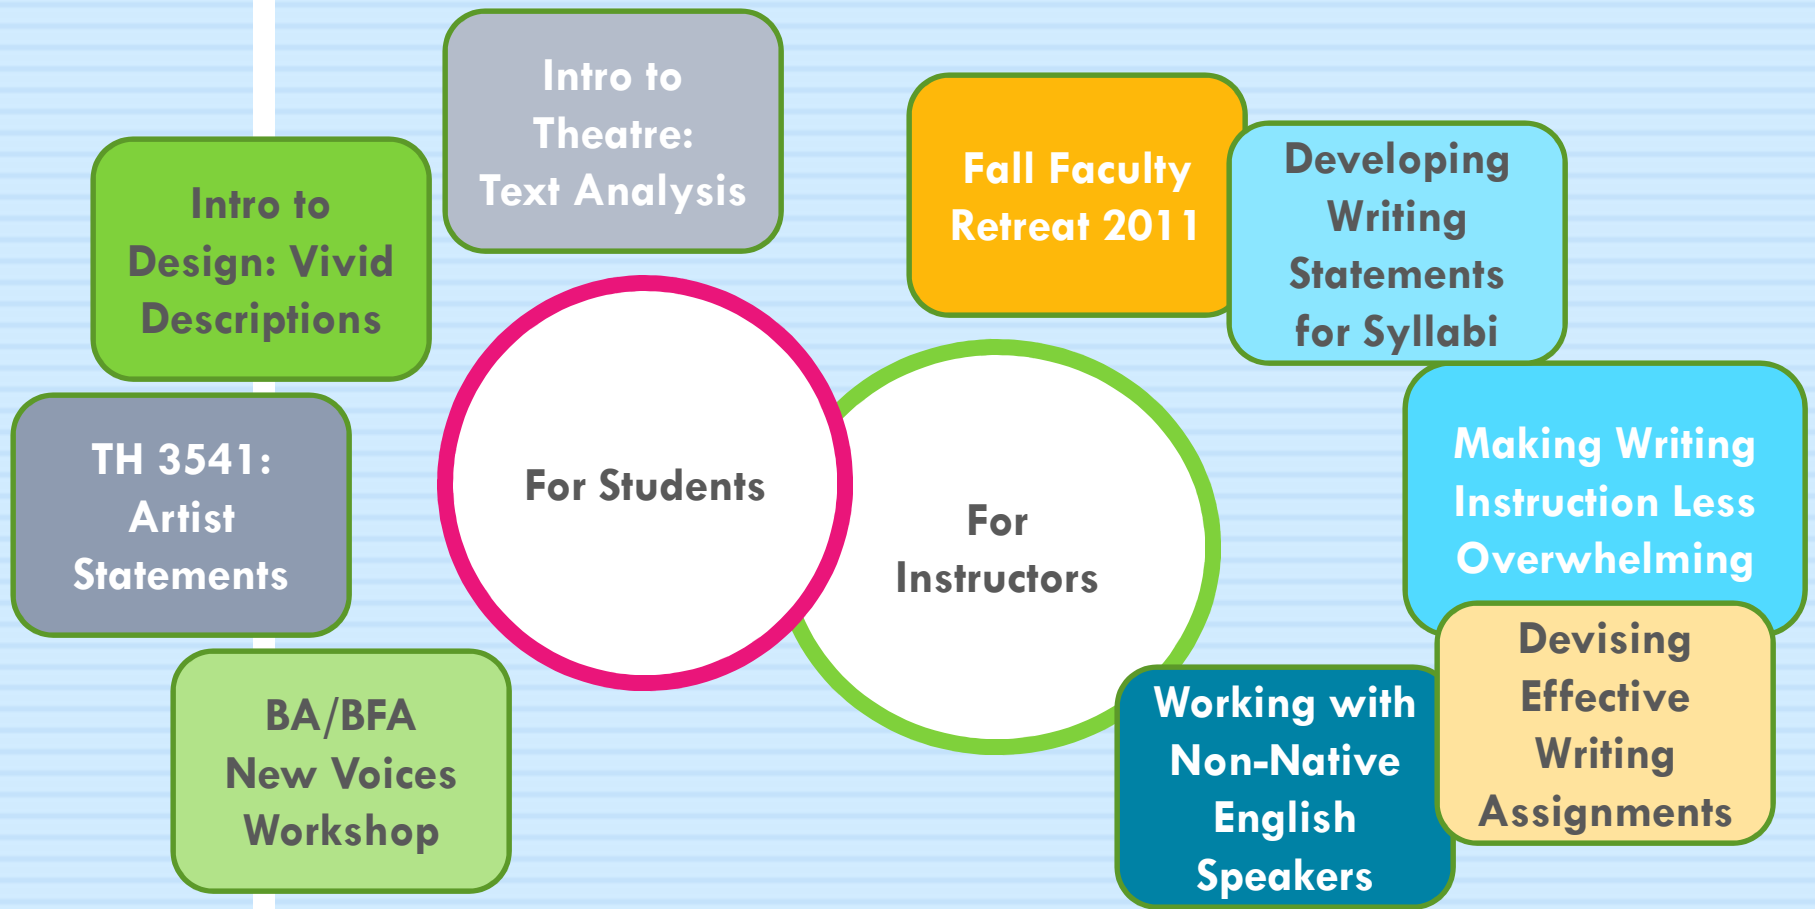 Intro to
Theatre:
Text Analysis
Intro to
Design: Vivid
Descriptions
TH 3541:
Artist
Statements
BA/BFA
New Voices
Workshop
For Students
For
Instructors
Fall Faculty
Retreat 2011
Developing
Writing
Statements
for Syllabi
Making Writing
Instruction Less
Overwhelming
Devising
Effective
Writing
Assignments
Working with
Non-Native
English
Speakers